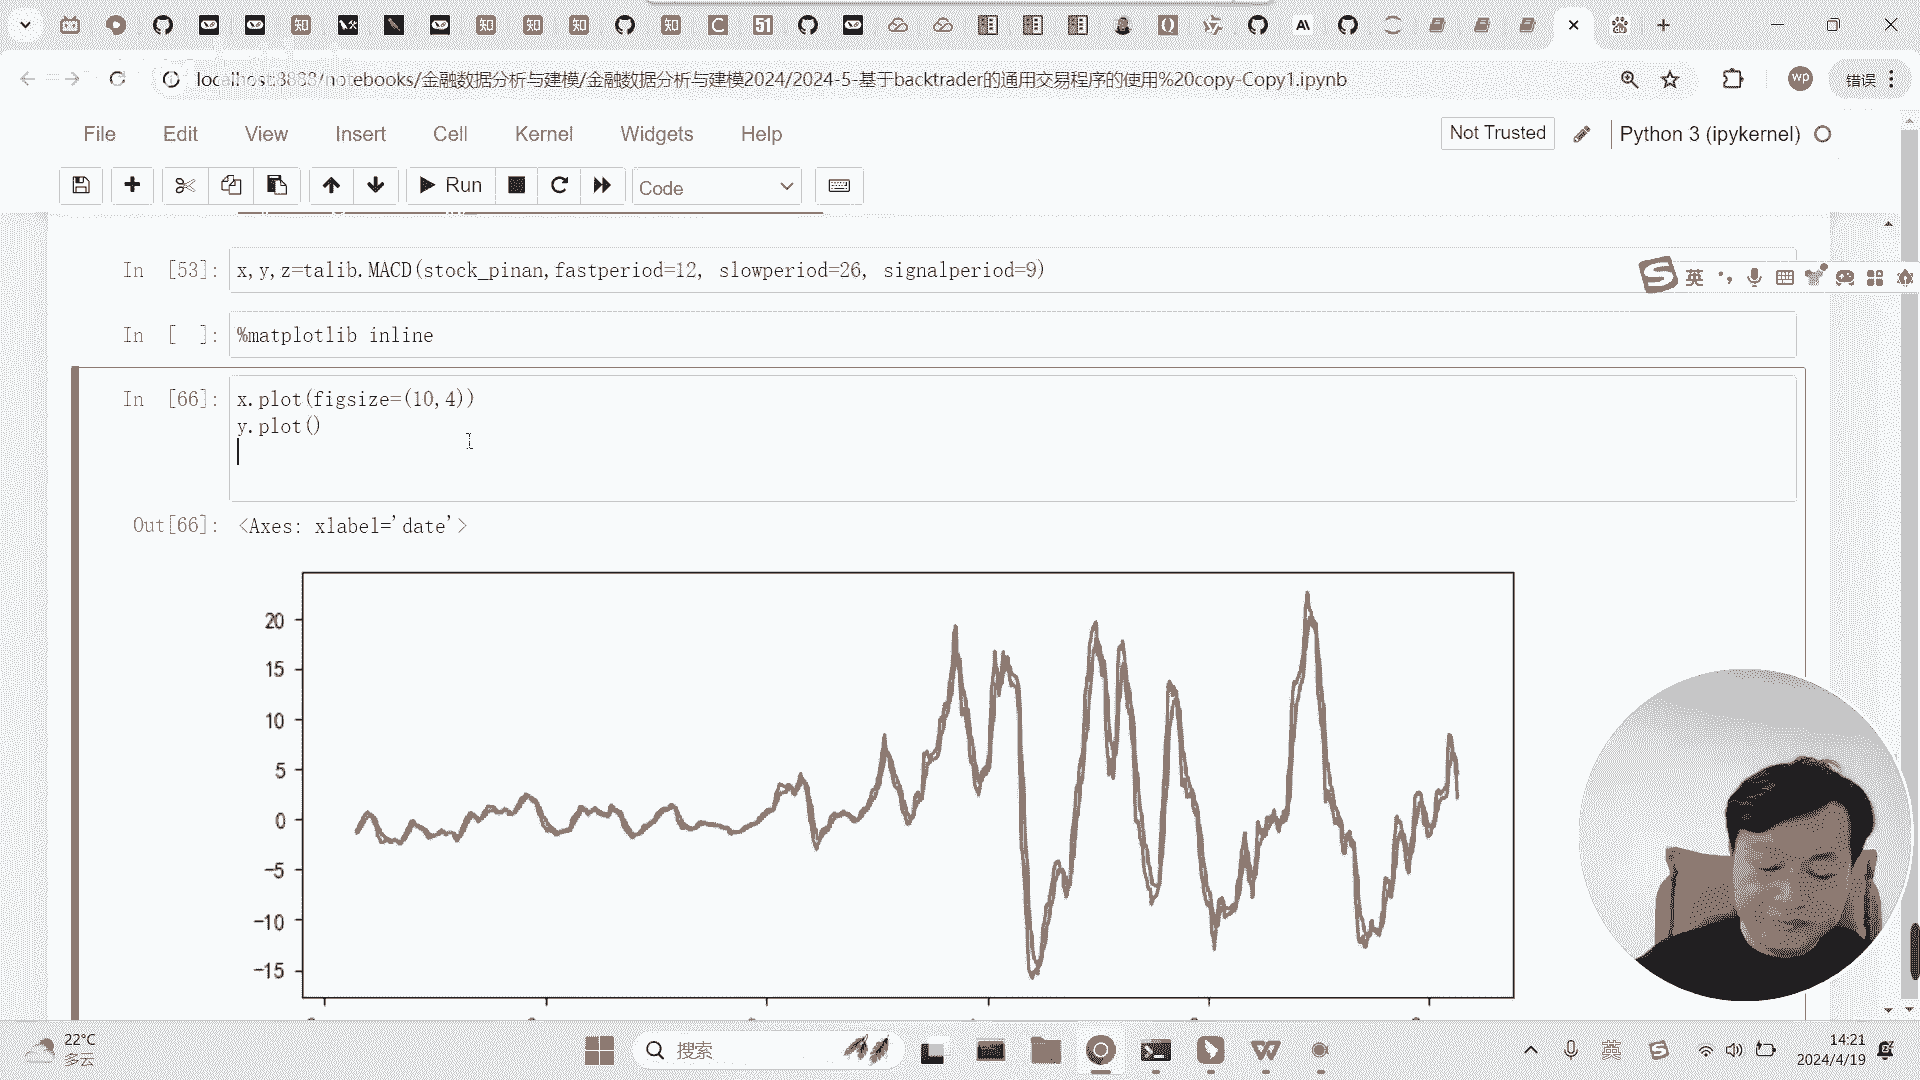 localhost:8888/notebooks/金融数据分析与建模/金融数据分析与建模2024/2024-5-基于backtrader的通用交易程序的使用%20copy-Copy1.ipynb
wp
错误
File Edit View Insert Cell Kernel Widgets Help
Not Trusted
Python 3 (ipykernel)
Run
Code
In [53]: x,y,z=talib.MACD(stock_pinan,fastperiod=12, slowperiod=26, signalperiod=9)
英
In [ ]: %matplotlib inline
In [66]: x.plot(figsize=(10,4))
y.plot()
Out[66]: <Axes: xlabel='date'>
20
15
10
5
0
−5
−10
−15
22°C
多云
搜索
英
14:21
2024/4/19